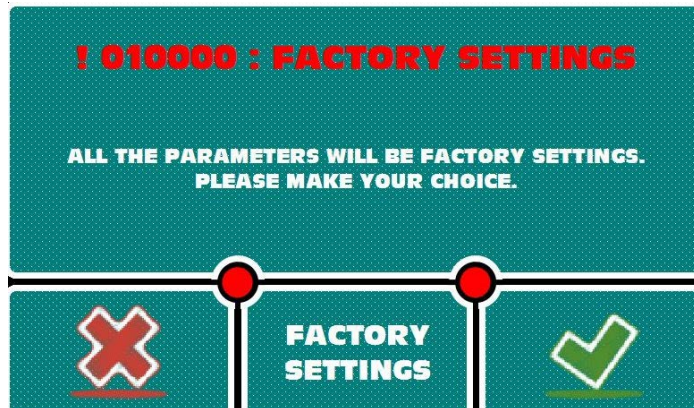 ! 010000 : FACTORY SETTINGS
ALL THE PARAMETERS WILL BE FACTORY SETTINGS.
PLEASE MAKE YOUR CHOICE.
FACTORY
SETTINGS